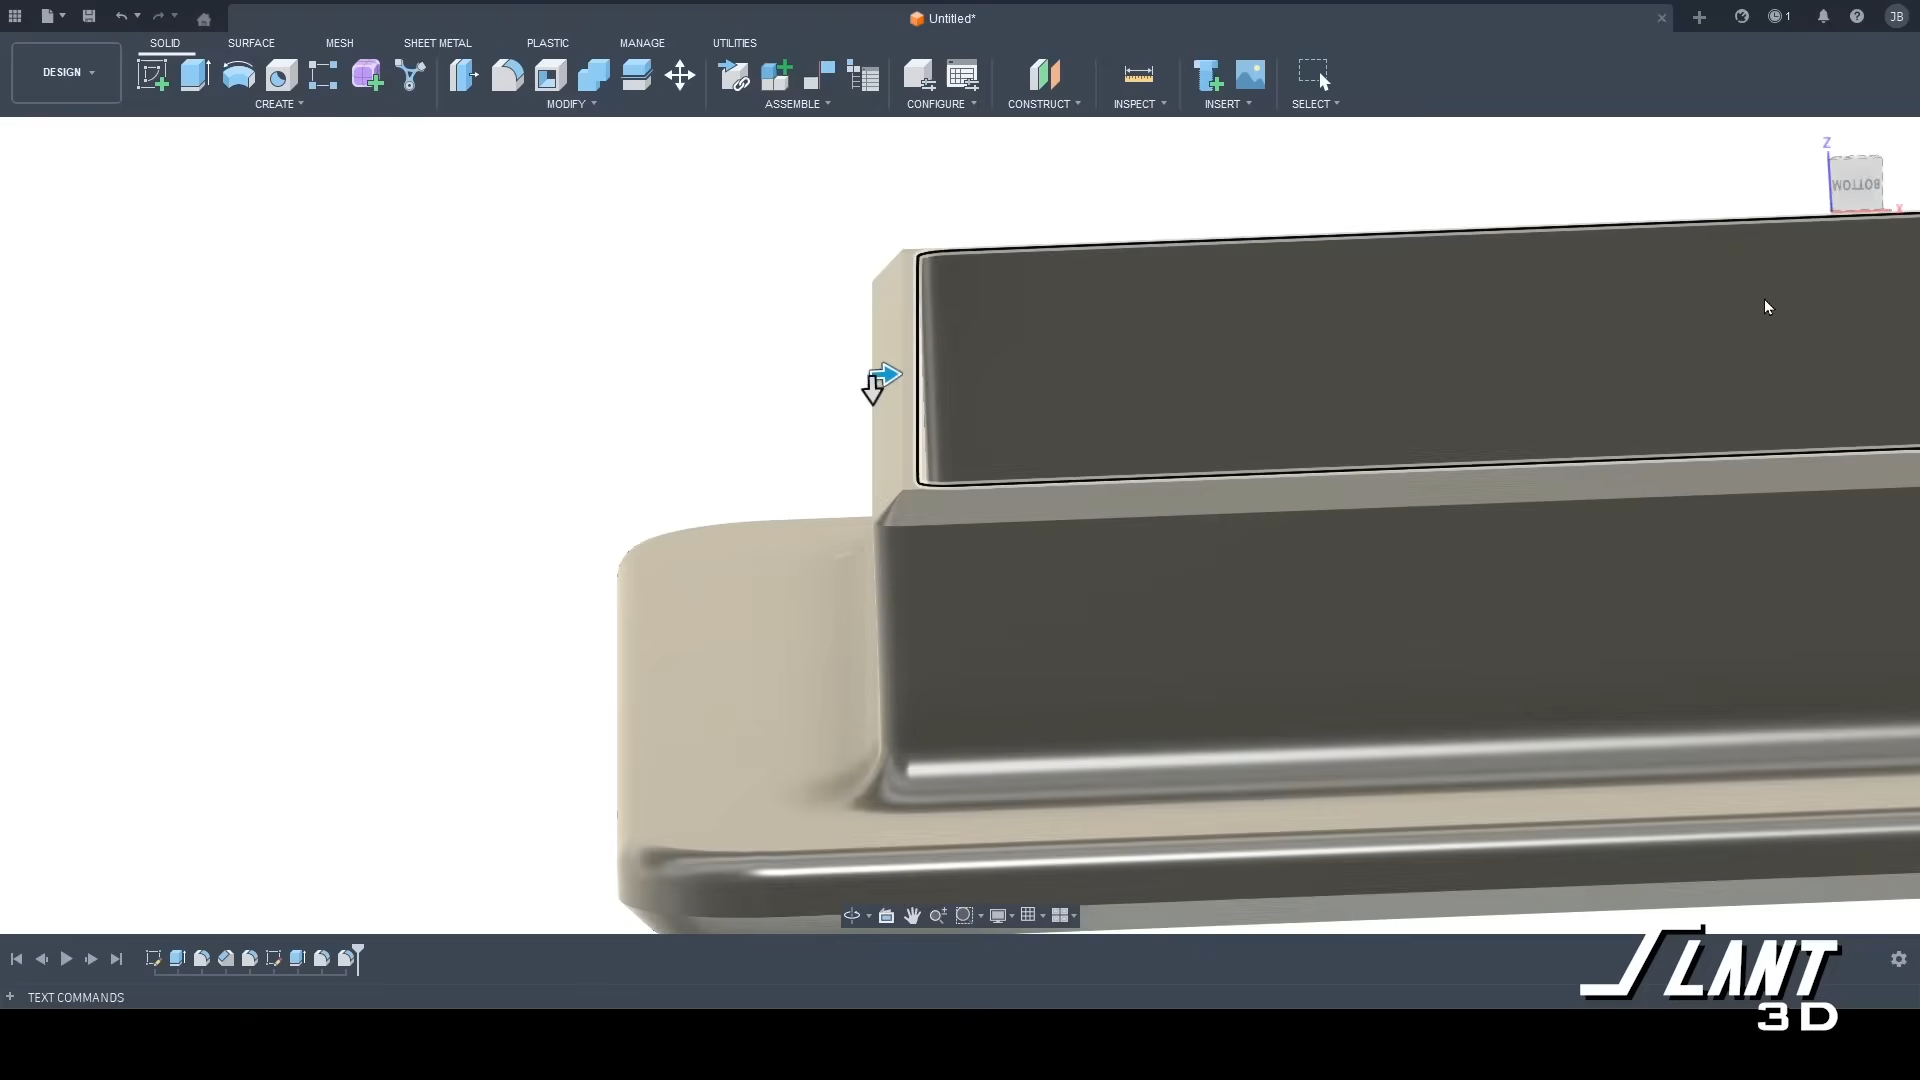 Untitled*
1
JB
DESIGN
SOLID
SURFACE
MESH
SHEET METAL
PLASTIC
MANAGE
UTILITIES
CREATE
MODIFY
ASSEMBLE
CONFIGURE
CONSTRUCT
INSPECT
INSERT
SELECT
Z
BOTTOM
X
TEXT COMMANDS
SLANT
3D